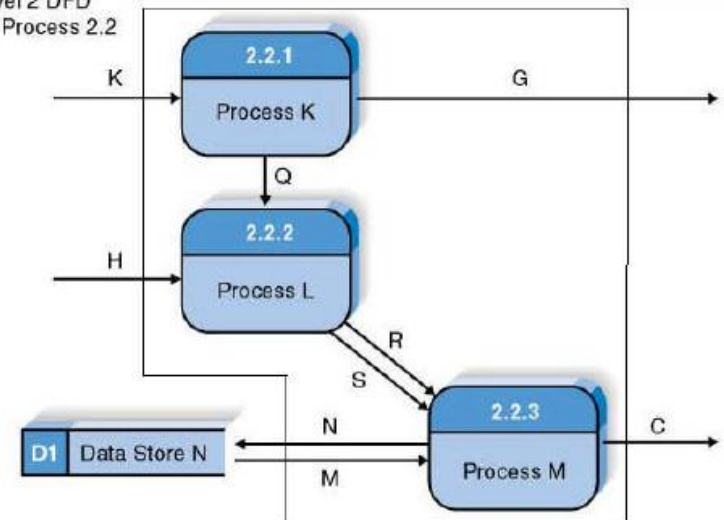 Process 2.2
2.2.1
K
G
Process K
Q
2.2.2
H
Process L
R
S
2.2.3
N
C
D1 Data Store N
Process M
M